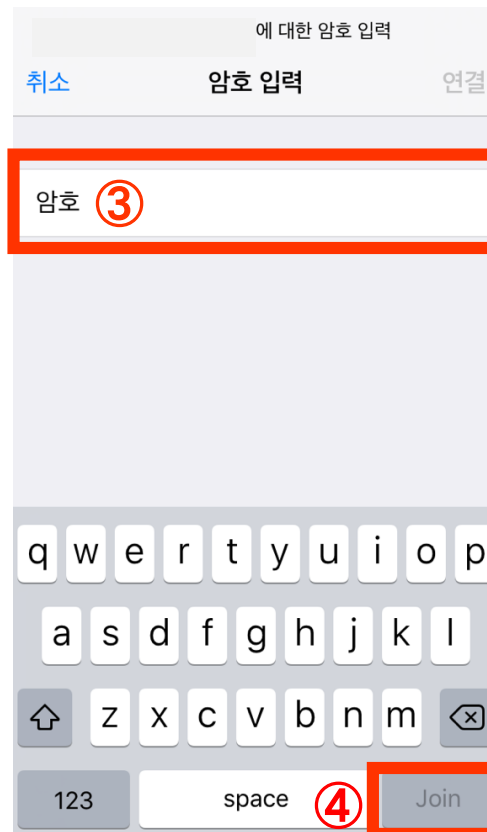 에 대한 암호 입력
취소 암호 입력 연결
암호 ③
q w e r t y u i o p
a s d f g h j k l
z x c v b n m
123 space ④ Join